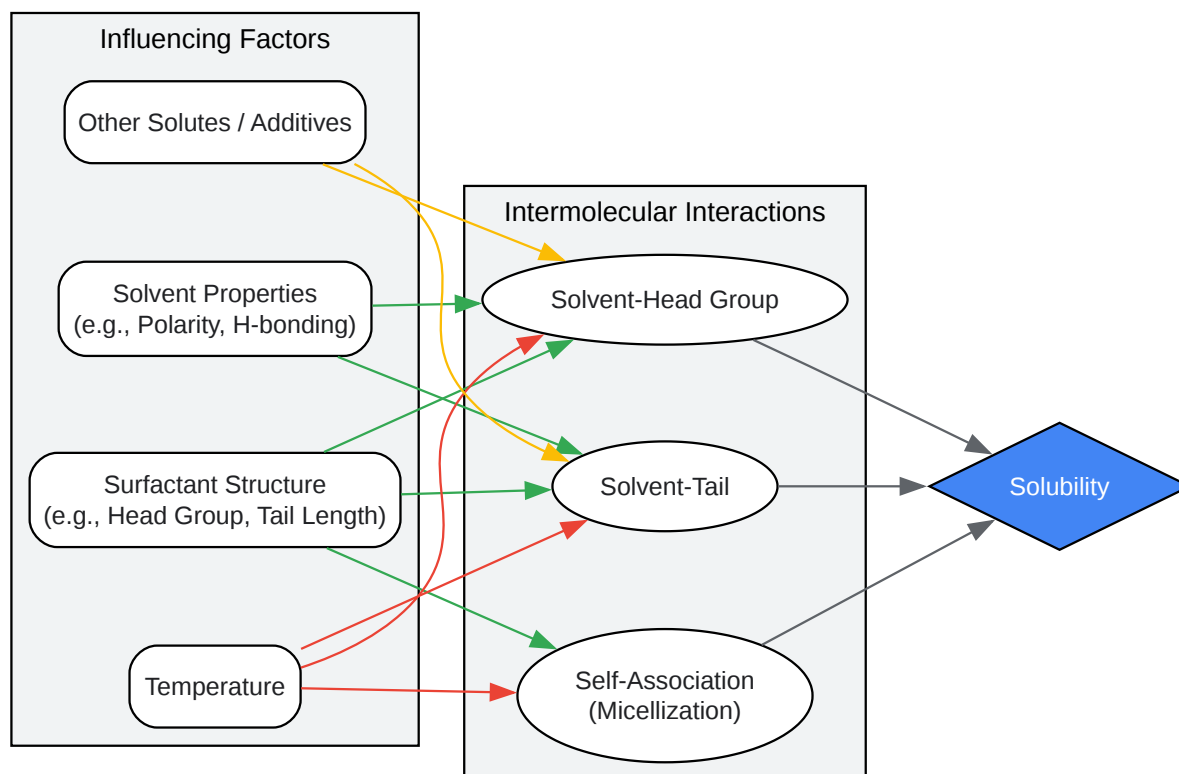 Influencing Factors
Other Solutes / Additives
Solvent Properties
(e.g., Polarity, H-bonding)
Surfactant Structure
(e.g., Head Group, Tail Length)
Temperature
Intermolecular Interactions
Solvent-Head Group
Solvent-Tail
Self-Association
(Micellization)
Solubility